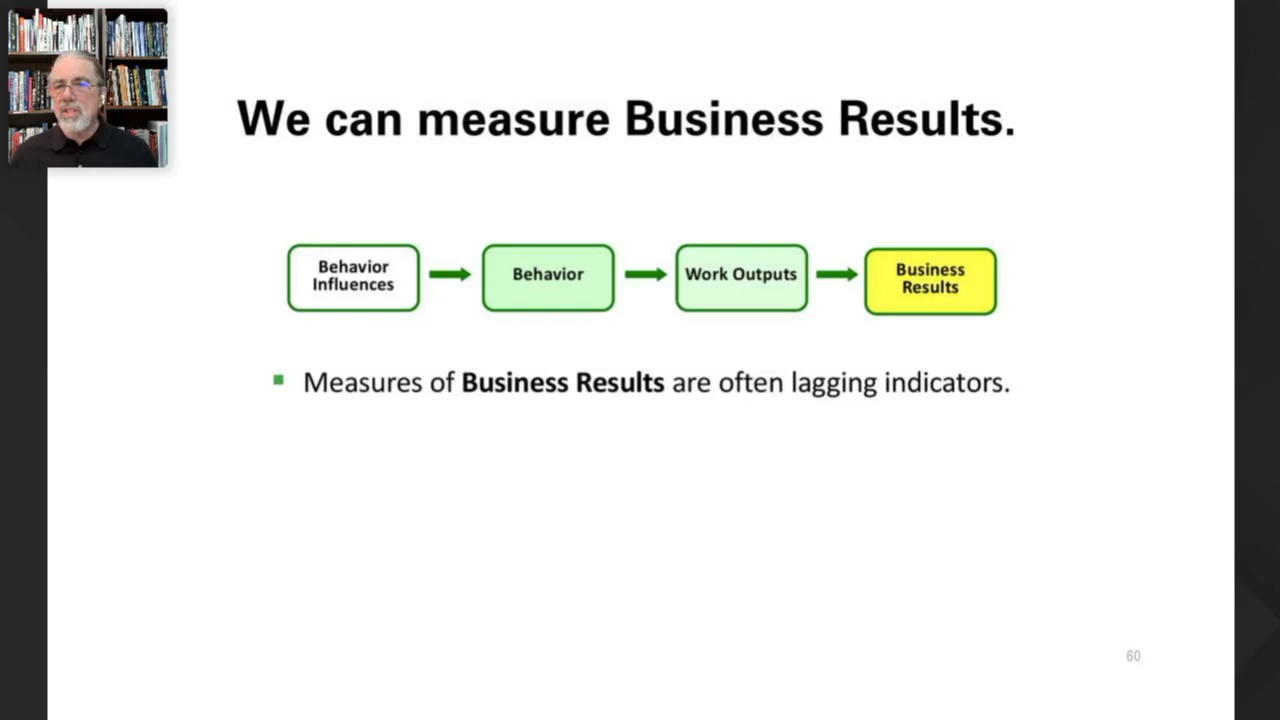 We can measure Business Results.
Behavior
Influences
Behavior
Work Outputs
Business
Results
Measures of Business Results are often lagging indicators.
60